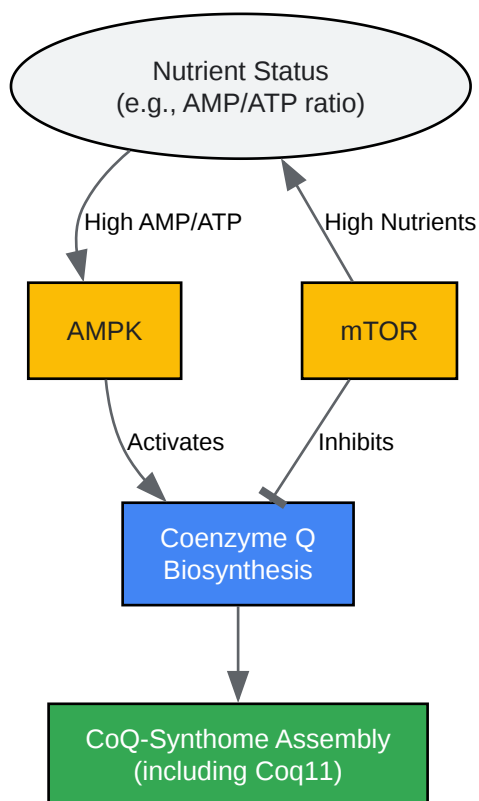 Nutrient Status
(e.g., AMP/ATP ratio)
High AMP/ATP
High Nutrients
AMPK
mTOR
Activates
Inhibits
Coenzyme Q
Biosynthesis
CoQ-Synthome Assembly
(including Coq11)